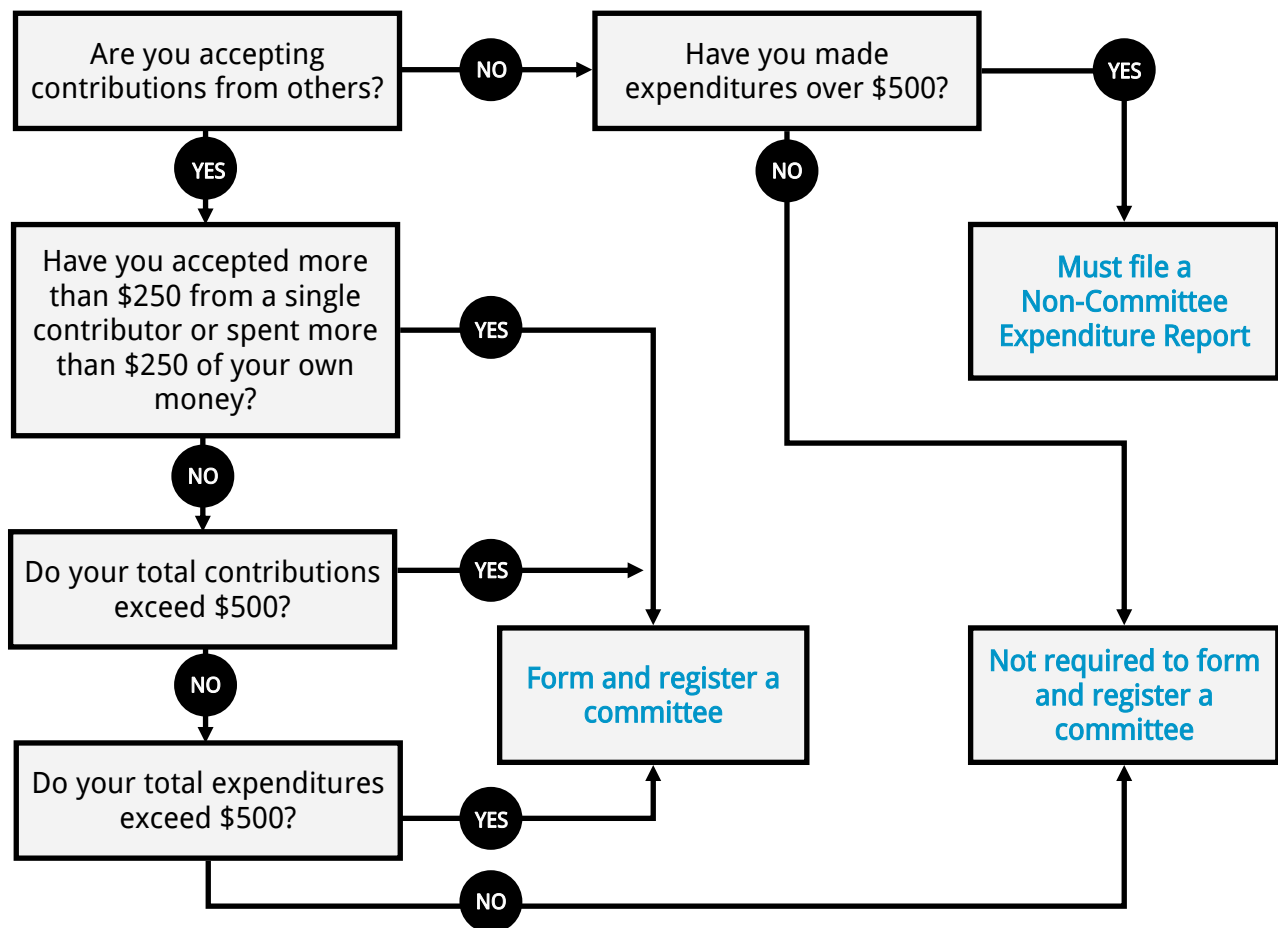 Are you accepting
contributions from others?
NO
Have you made
expenditures over $500?
YES
YES
NO
Have you accepted more
than $250 from a single
contributor or spent more
than $250 of your own
money?
YES
Must file a
Non-Committee
Expenditure Report
NO
Do your total contributions
exceed $500?
YES
NO
Form and register a
committee
Not required to form
and register a
committee
Do your total expenditures
exceed $500?
YES
NO